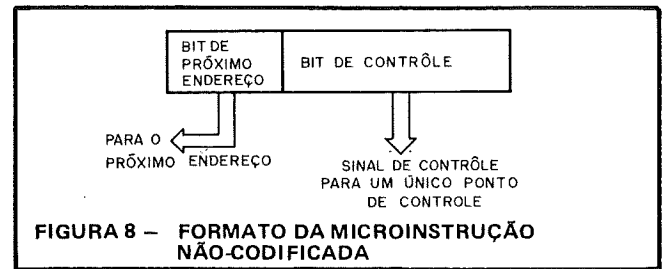 BIT DE
PRÓXIMO
ENDEREÇO
BIT DE CONTRÔLE
PARA O
PRÓXIMO ENDEREÇO
SINAL DE CONTRÔLE
PARA UM ÚNICO PONTO
DE CONTROLE
FIGURA 8 – FORMATO DA MICROINSTRUÇÃO
NÃO-CODIFICADA